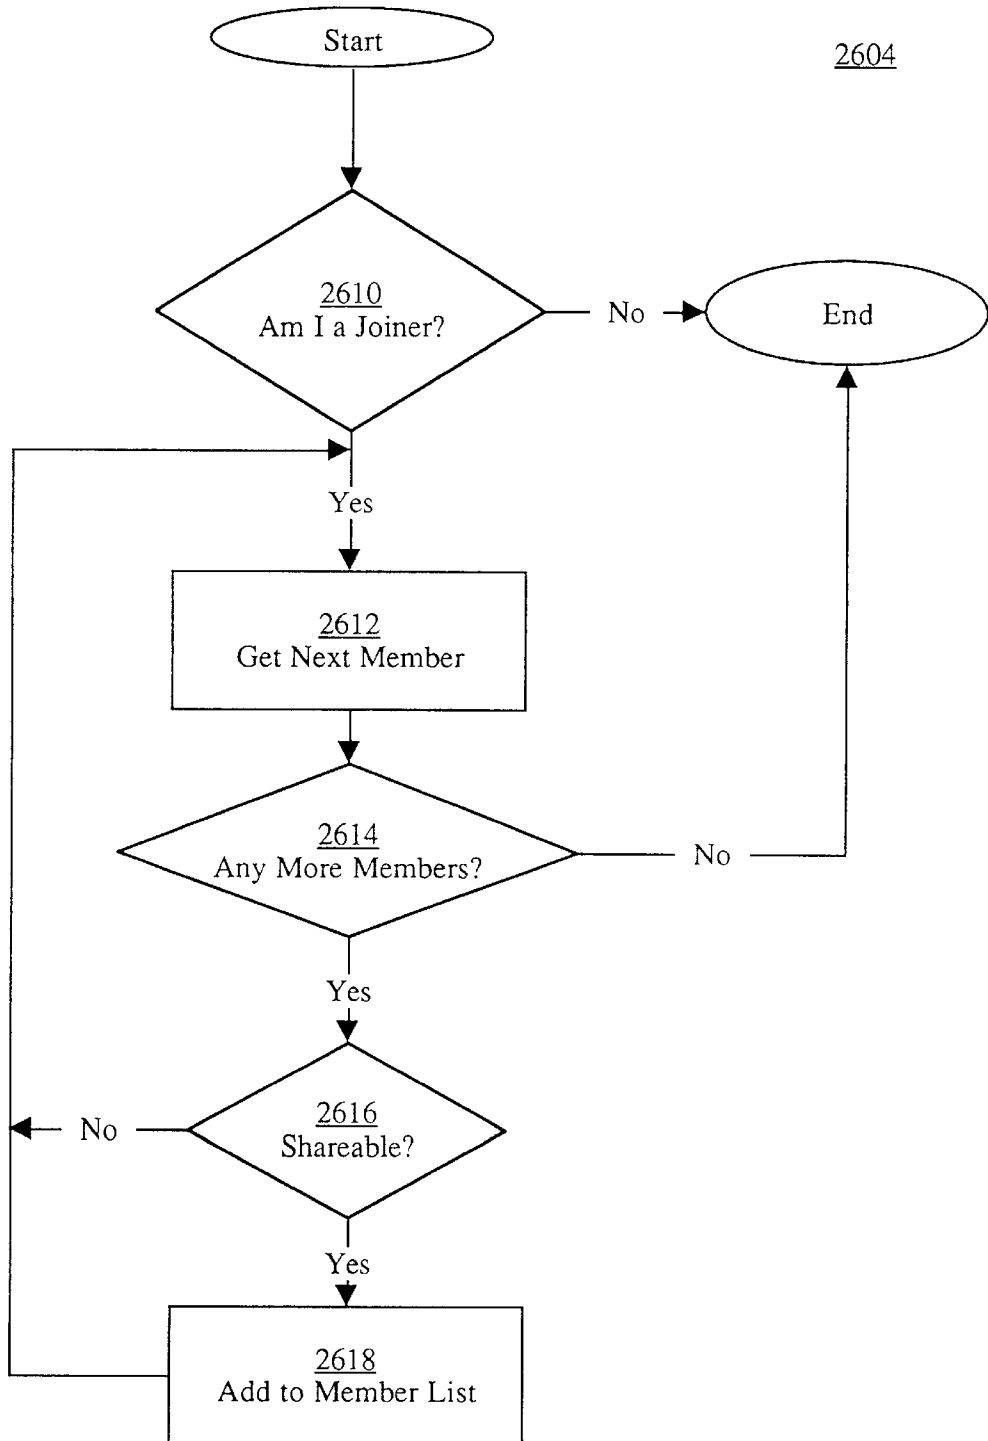 Start
2604
2610
Am I a Joiner?
No
End
Yes
2612
Get Next Member
2614
Any More Members?
No
Yes
2616
Shareable?
No
Yes
2618
Add to Member List